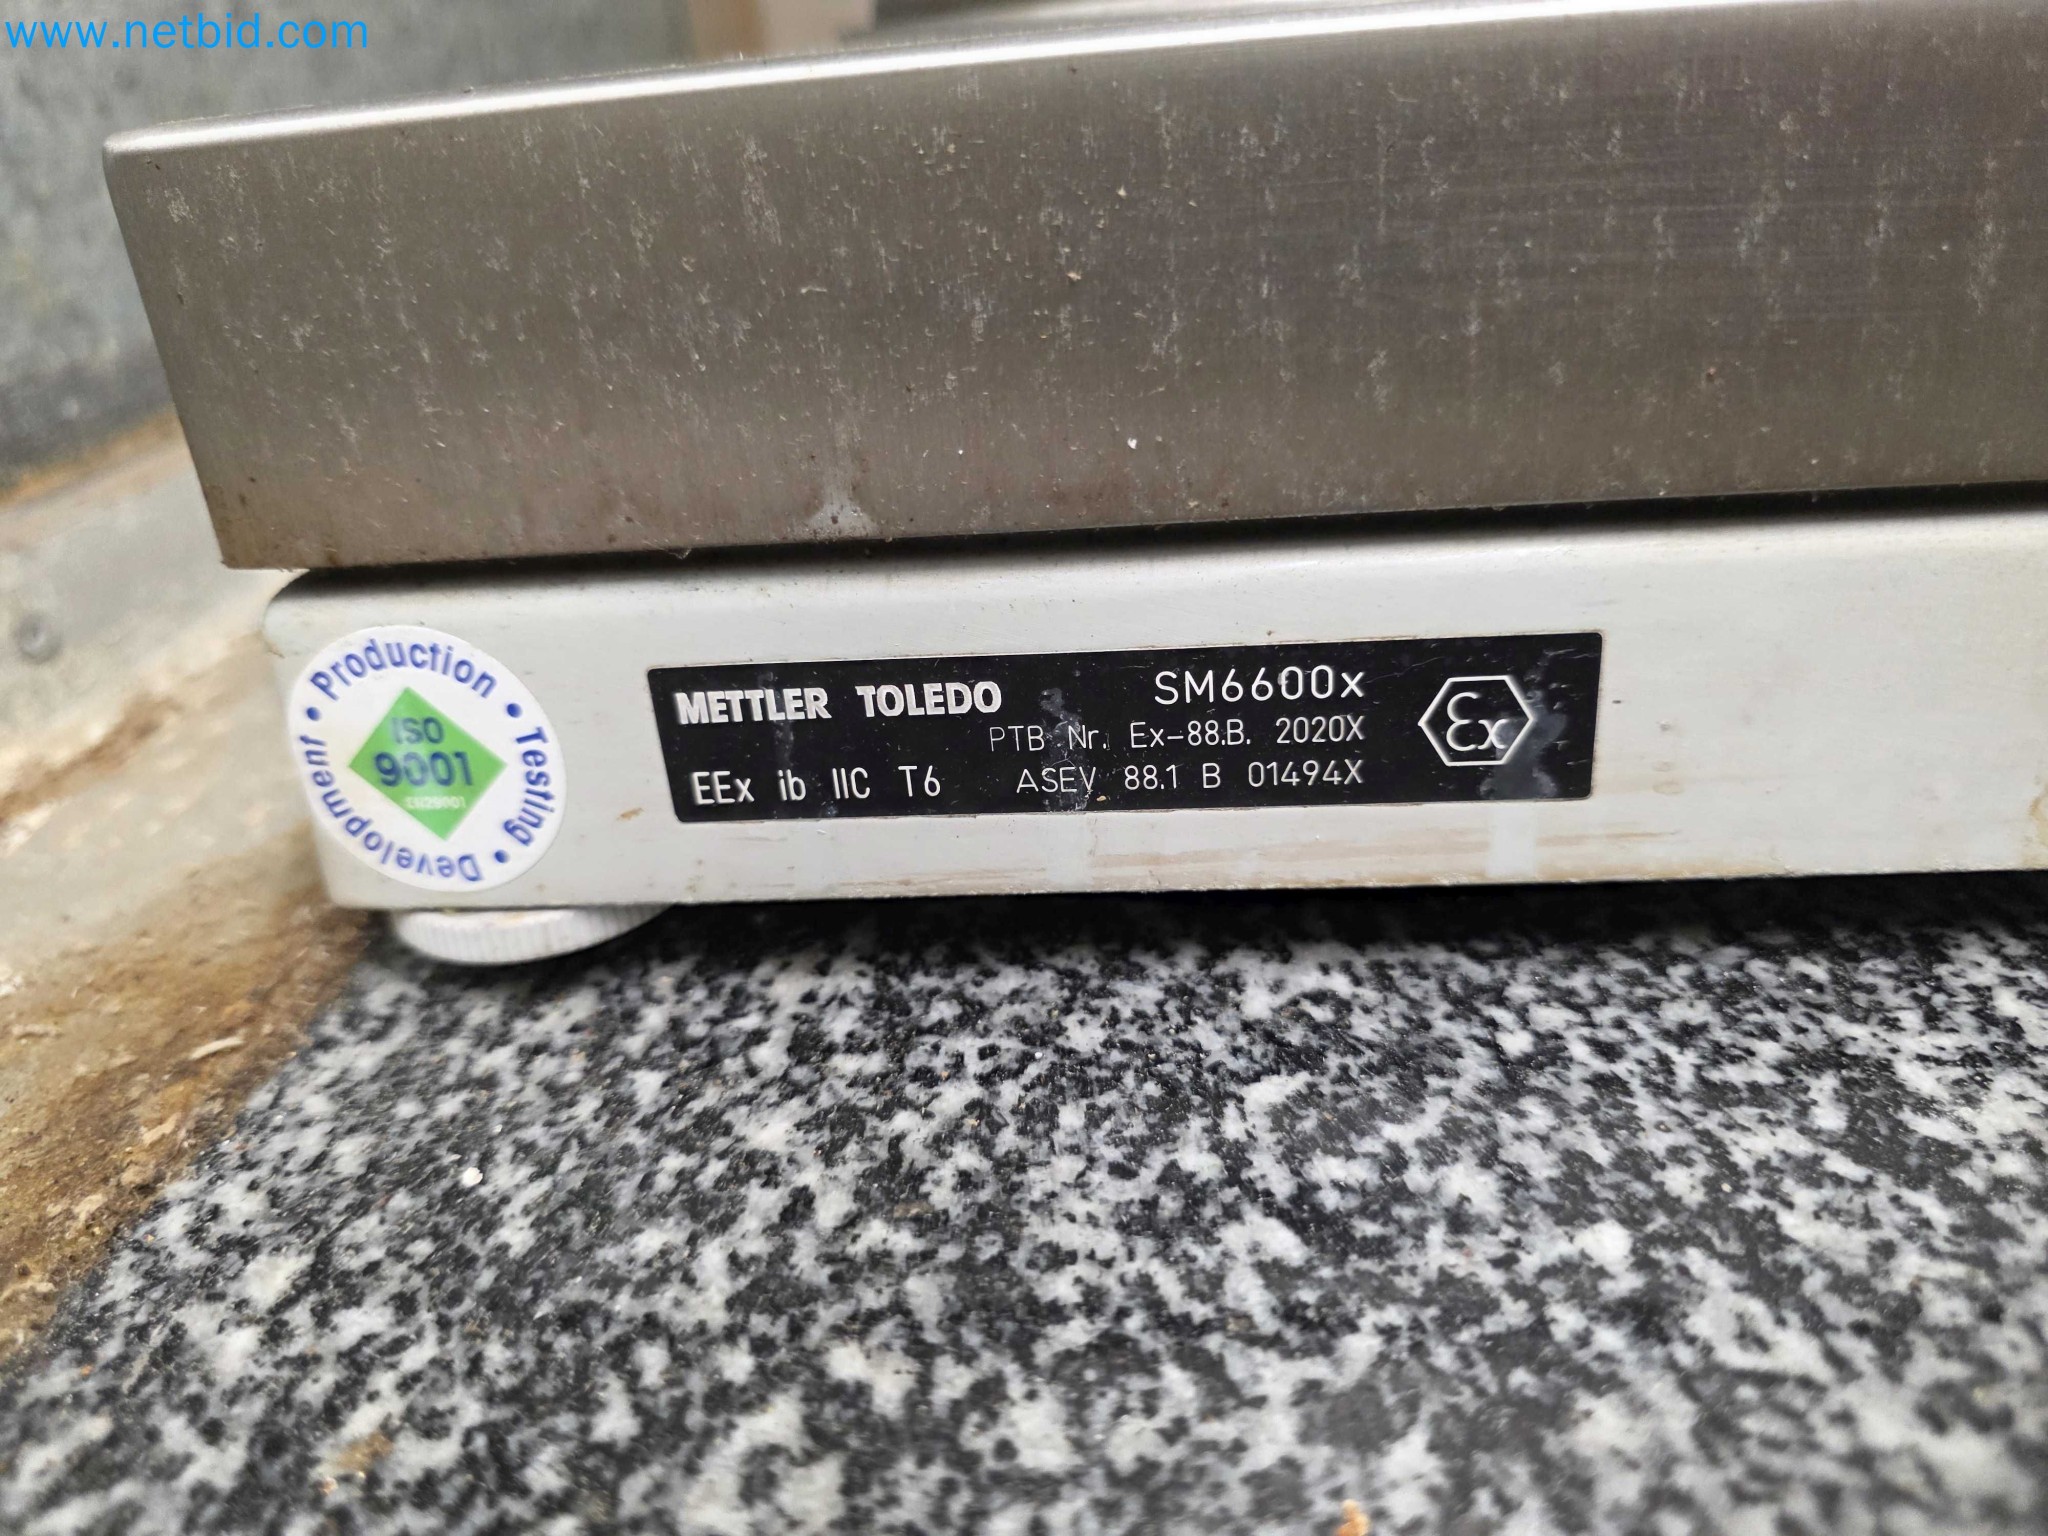 www.netbid.com
• Production • Testing • Development
ISO
9001
METTLER TOLEDO SM6600x
PTB Nr. Ex-88.B. 2020X
EEx ib IIC T6 ASEV 88.1 B 01494X
Ex